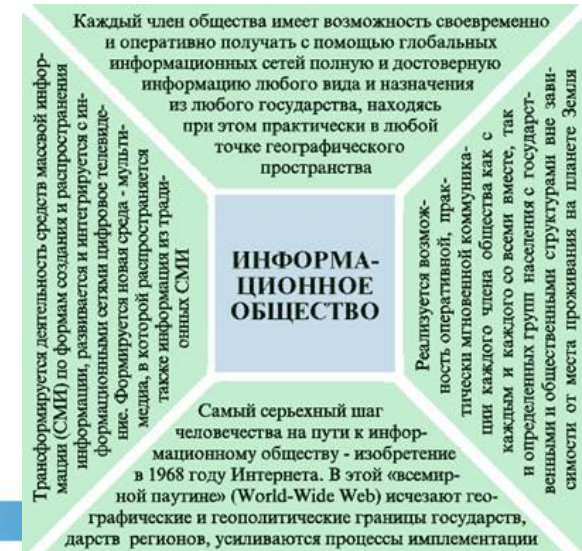 Каждый член общества имеет возможность своевременно
и оперативно получать с помощью глобальных
информационных сетей полную и достоверную
информацию любого вида и назначения
из любого государства, находясь
при этом практически в любой
точке географического
пространства
Трансформируется деятельность средств массвой инфор-
мации (СМИ) по формам создания и распространения
информации, развивается и интегрируется с ин-
формационными сетями цифровое телевиде-
ние. Формируется новая среда - мульти-
медиа, в которой распространяется
также информация из тради-
онных СМИ
ИНФОРМА-
ЦИОННОЕ
ОБЩЕСТВО
Реализуется возмож-
ность оперативной, прак-
тически мгновенной коммуника-
ции каждого члена общества как с
каждым и каждого со всеми вместе, так
и определенных групп населения с государст-
венными и общественными структурами вне зави-
симости от места проживания на планете Земля
Самый серьехный шаг
человечества на пути к инфор-
мационному обществу - изобретение
в 1968 году Интернета. В этой «всемир-
ной паутине» (World-Wide Web) исчезают гео-
графические и геополитические границы государств,
дарств регионов, усиливаются процессы имплементации